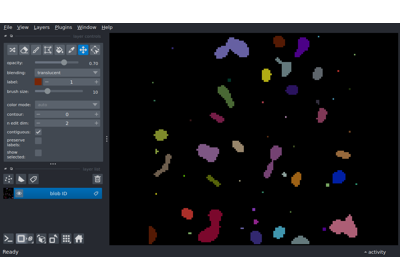 File View Layers Plugins Window Help
opacity: 0.70
blending: translucent
label: 1
brush size: 10
color mode:
contour: 0
n edit dim: 2
contiguous:
preserve labels:
show selected:
blob ID
Ready activity